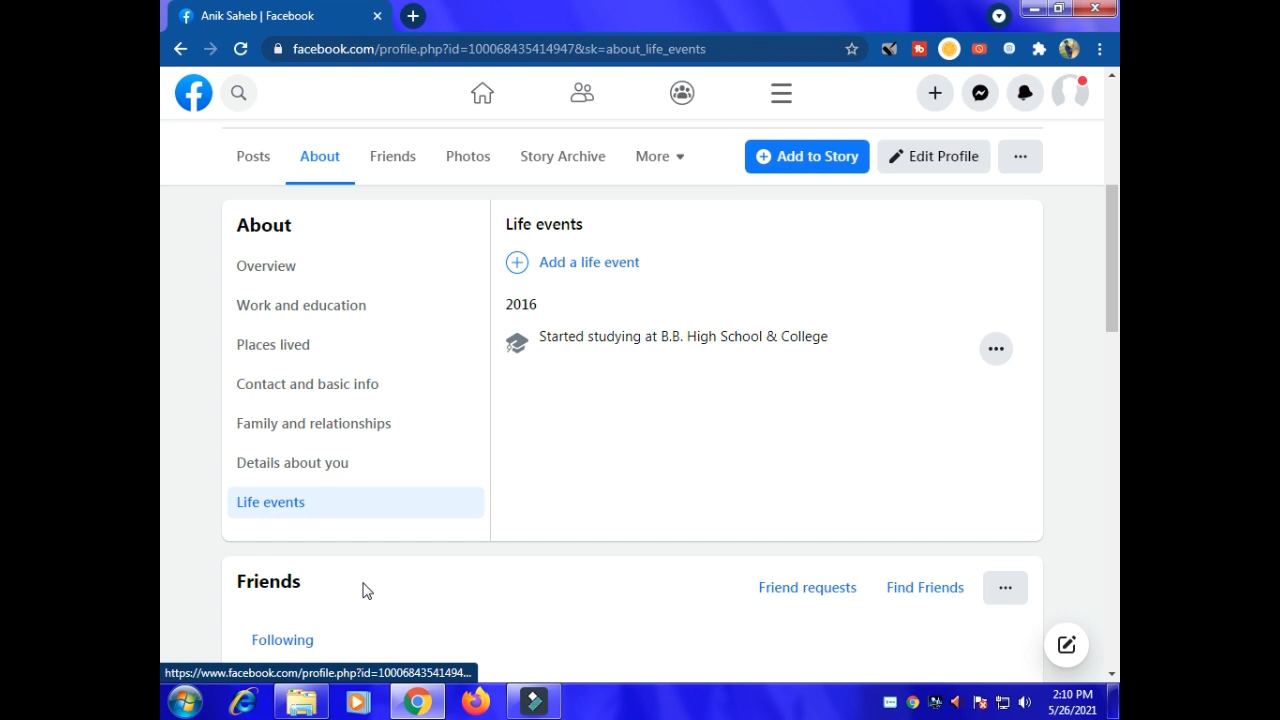 Anik Saheb | Facebook
facebook.com/profile.php?id=100068435414947&sk=about_life_events
Posts
About
Friends
Photos
Story Archive
More
Add to Story
Edit Profile
About
Overview
Work and education
Places lived
Contact and basic info
Family and relationships
Details about you
Life events
Life events
Add a life event
2016
Started studying at B.B. High School & College
Friends
Friend requests
Find Friends
Following
https://www.facebook.com/profile.php?id=10006843541494...
2:10 PM
5/26/2021